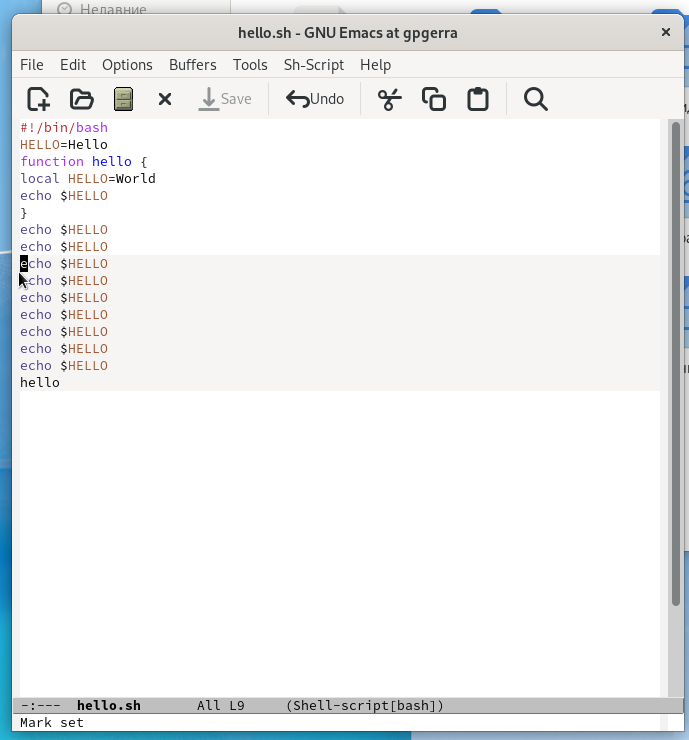 Недавние
hello.sh - GNU Emacs at gpgerra
File Edit Options Buffers Tools Sh-Script Help
Save Undo
#!/bin/bash
HELLO=Hello
function hello {
local HELLO=World
echo $HELLO
}
echo $HELLO
echo $HELLO
echo $HELLO
echo $HELLO
echo $HELLO
echo $HELLO
echo $HELLO
echo $HELLO
echo $HELLO
hello
-:--- hello.sh All L9 (Shell-script[bash])
Mark set